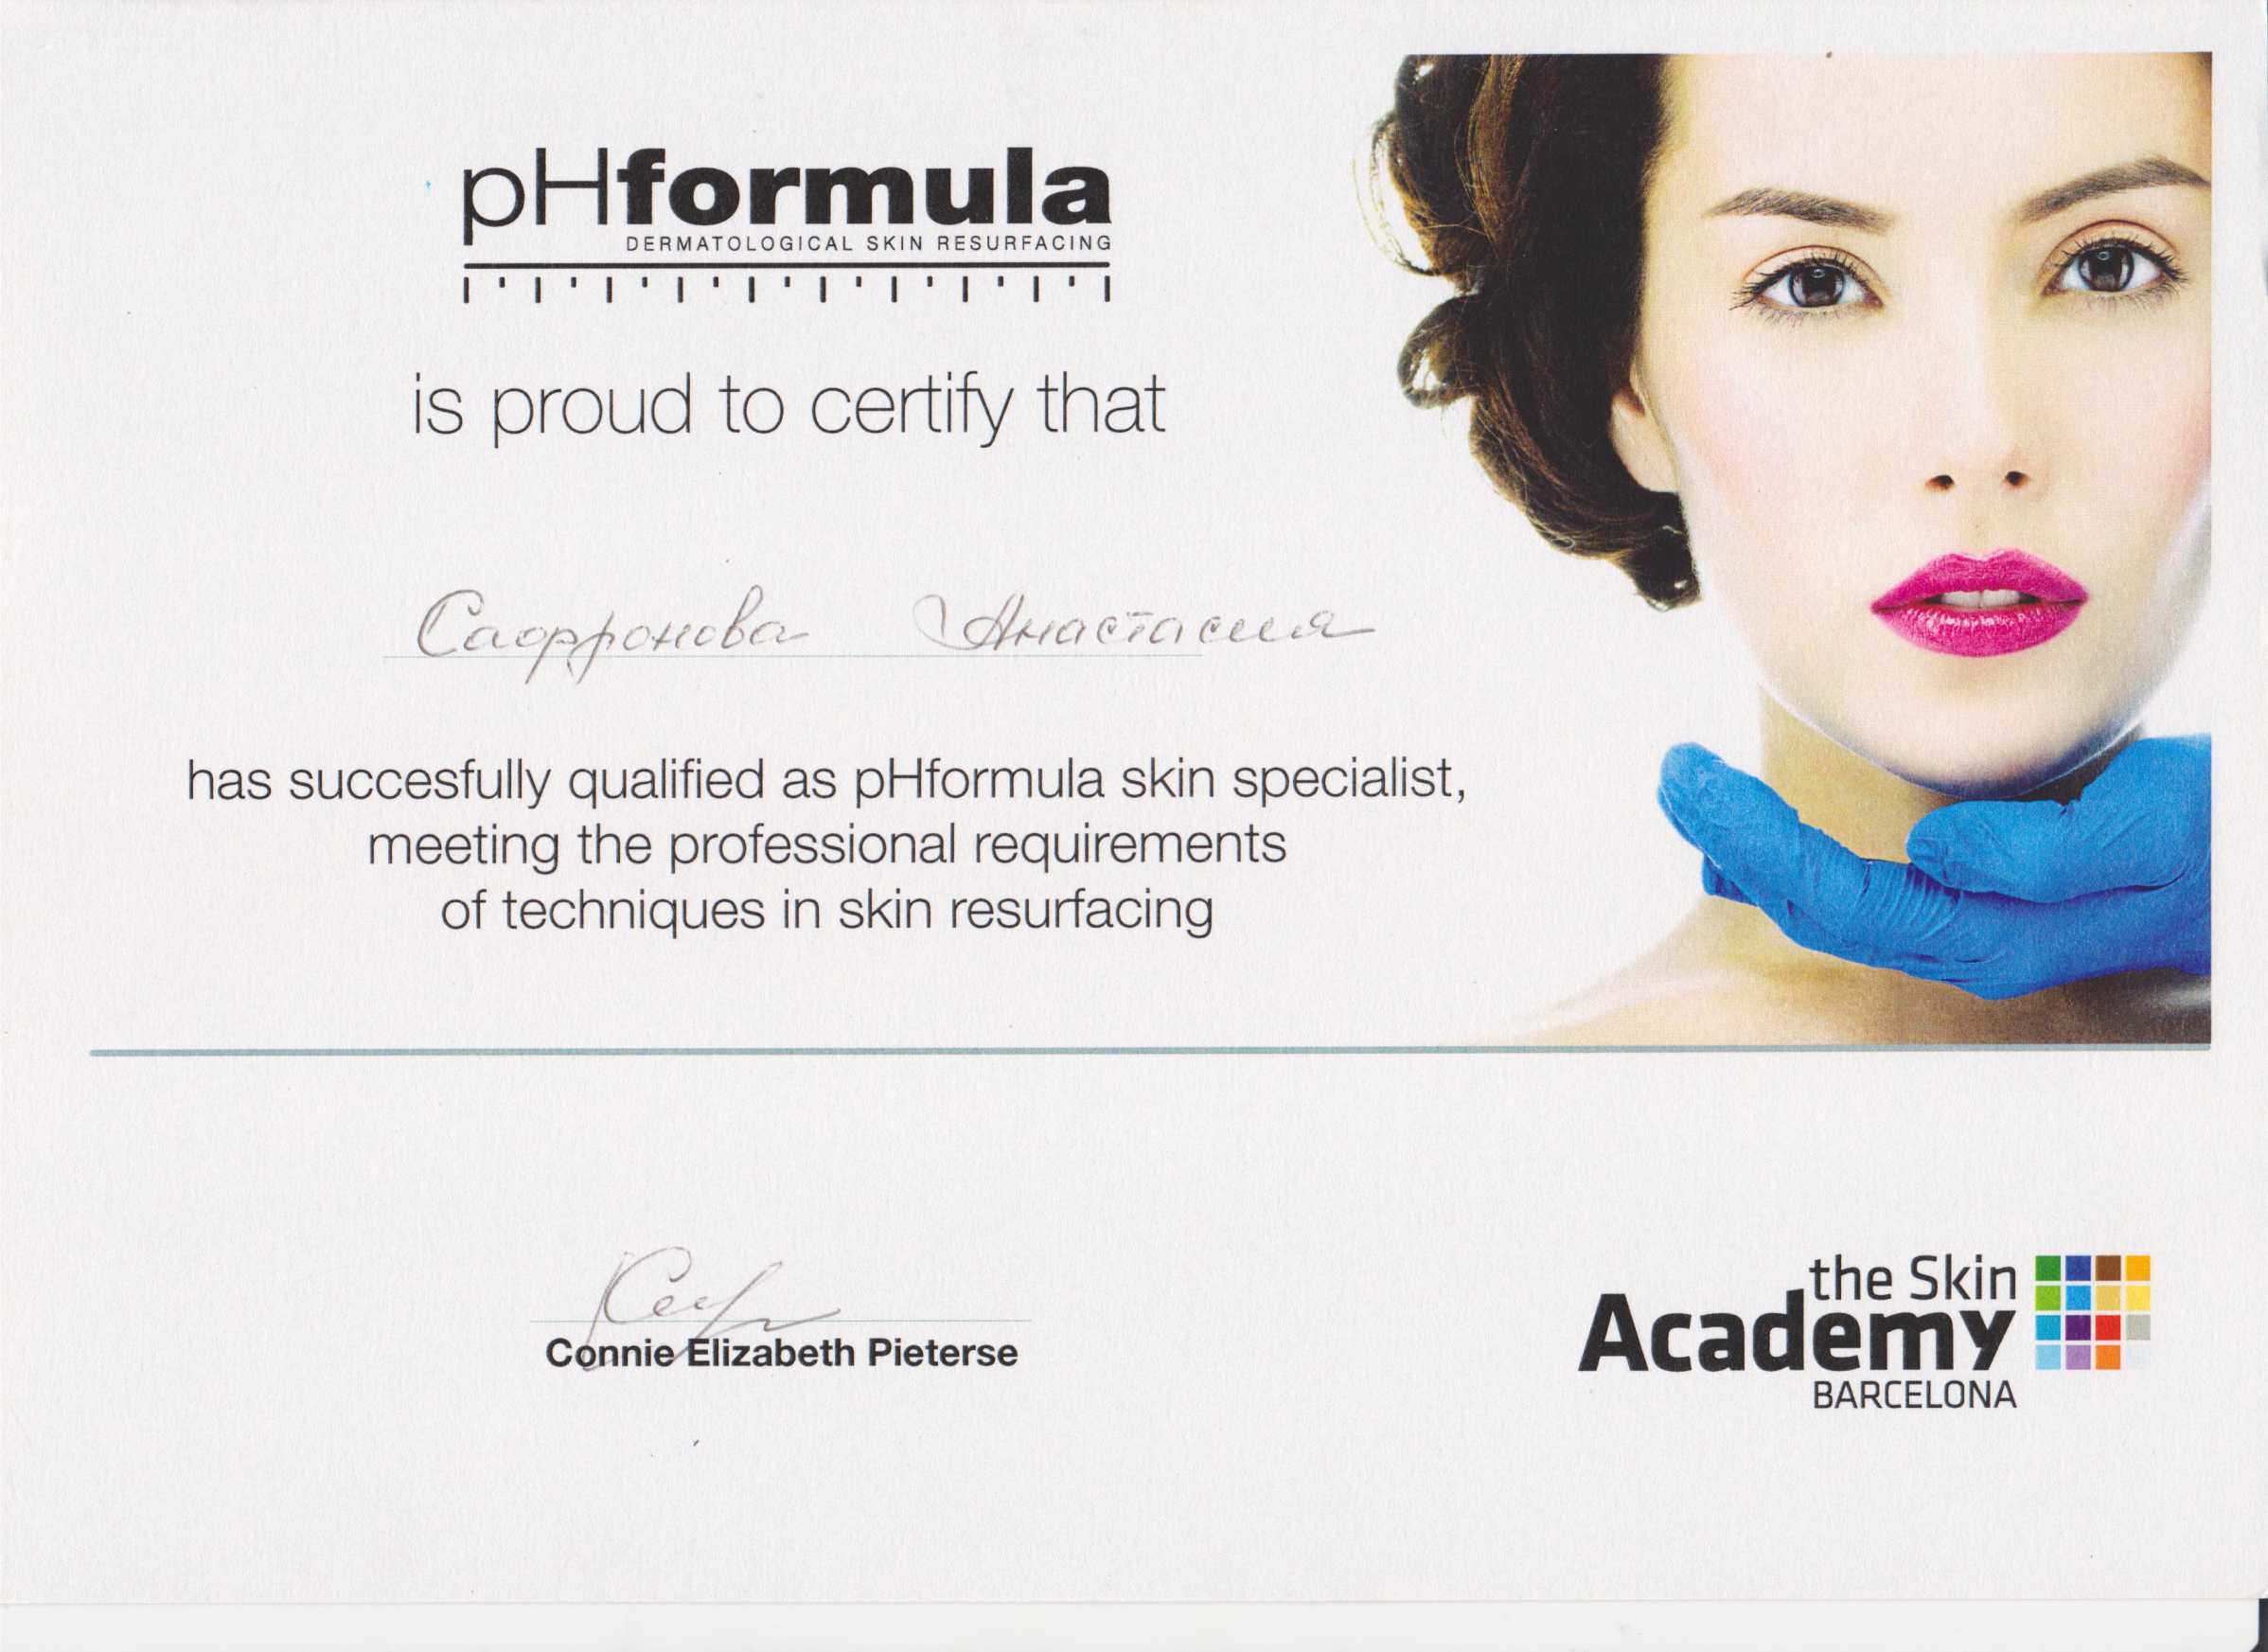 pHformula
DERMATOLOGICAL SKIN RESURFACING
is proud to certify that
Сафронова Анастасия
has succesfully qualified as pHformula skin specialist,
meeting the professional requirements
of techniques in skin resurfacing
Connie Elizabeth Pieterse
the Skin
Academy
BARCELONA